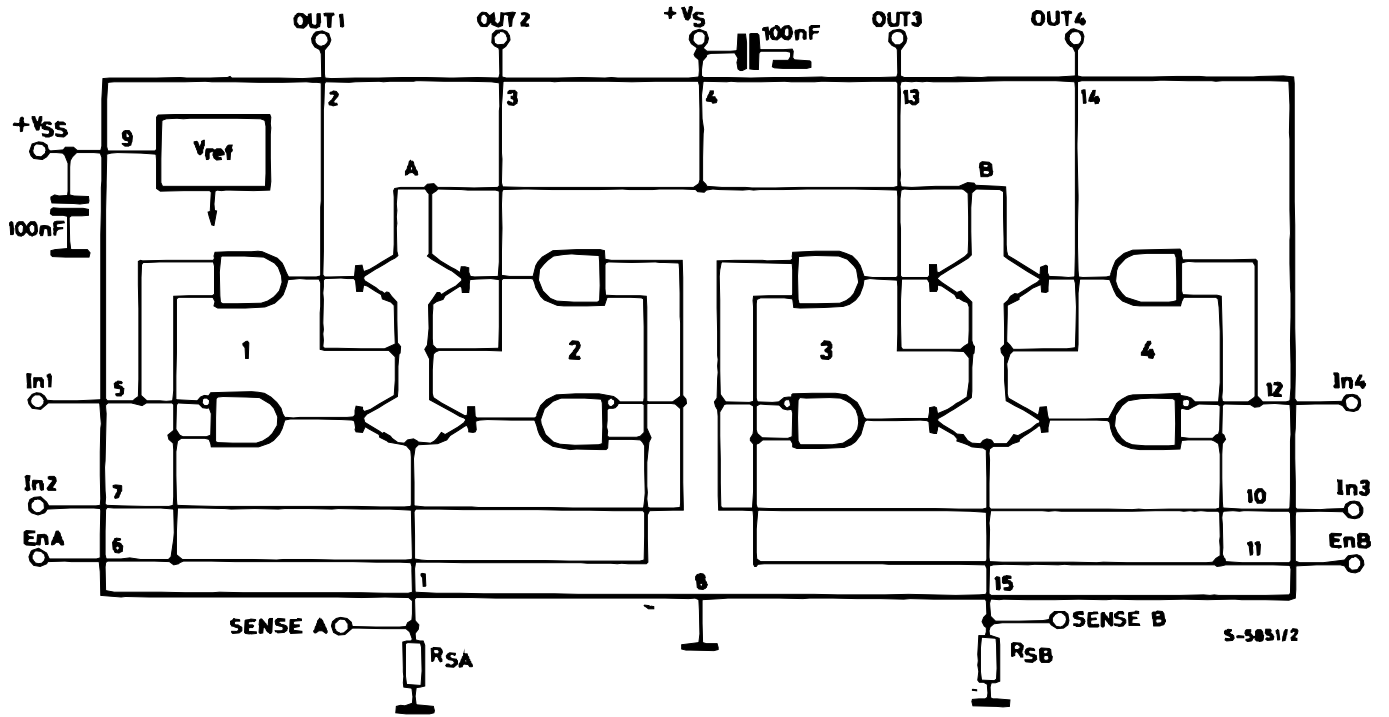 OUT1
OUT2
+VS
100nF
OUT3
OUT4
2
3
4
13
14
+VSS
9
Vref
A
B
100nF
1
2
3
4
In1
5
12
In4
In2
7
10
In3
EnA
6
11
EnB
1
8
15
SENSE A
SENSE B
S-5851/2
RSA
RSB